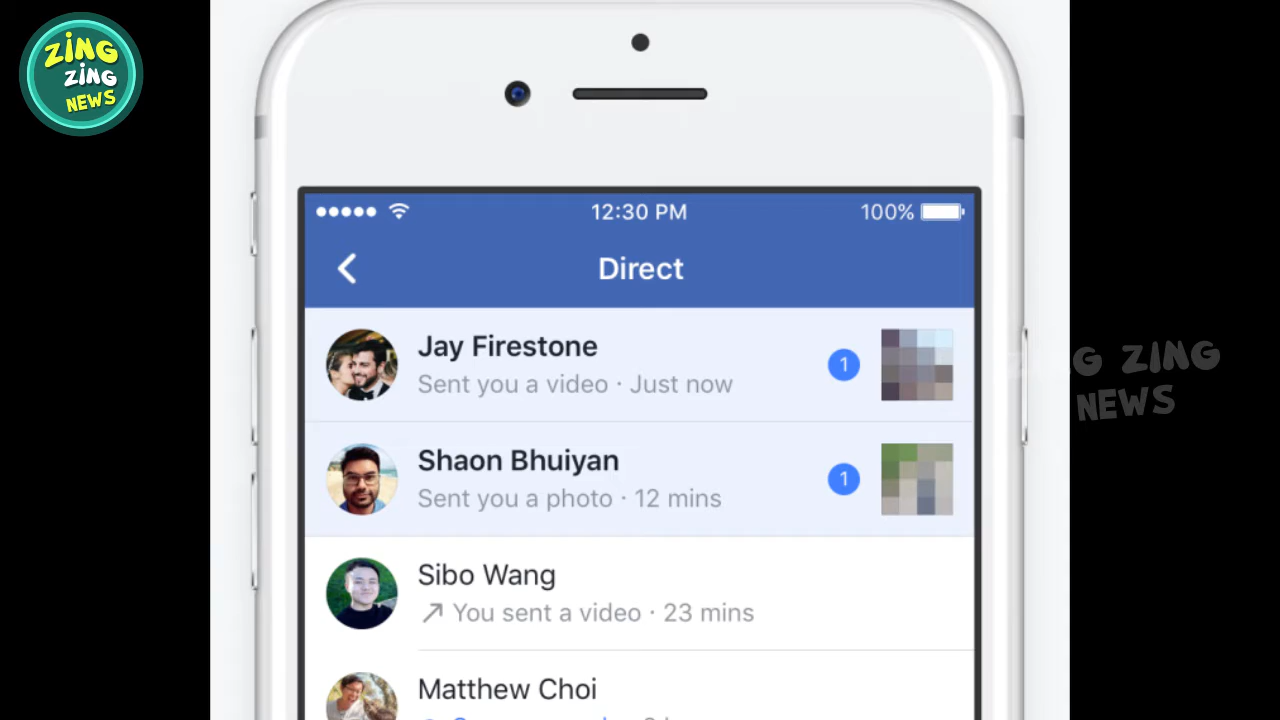 ZING
ZING
NEWS
12:30 PM
100%
Direct
Jay Firestone
Sent you a video · Just now
1
Shaon Bhuiyan
Sent you a photo · 12 mins
1
Sibo Wang
You sent a video · 23 mins
Matthew Choi
ZING ZING
NEWS